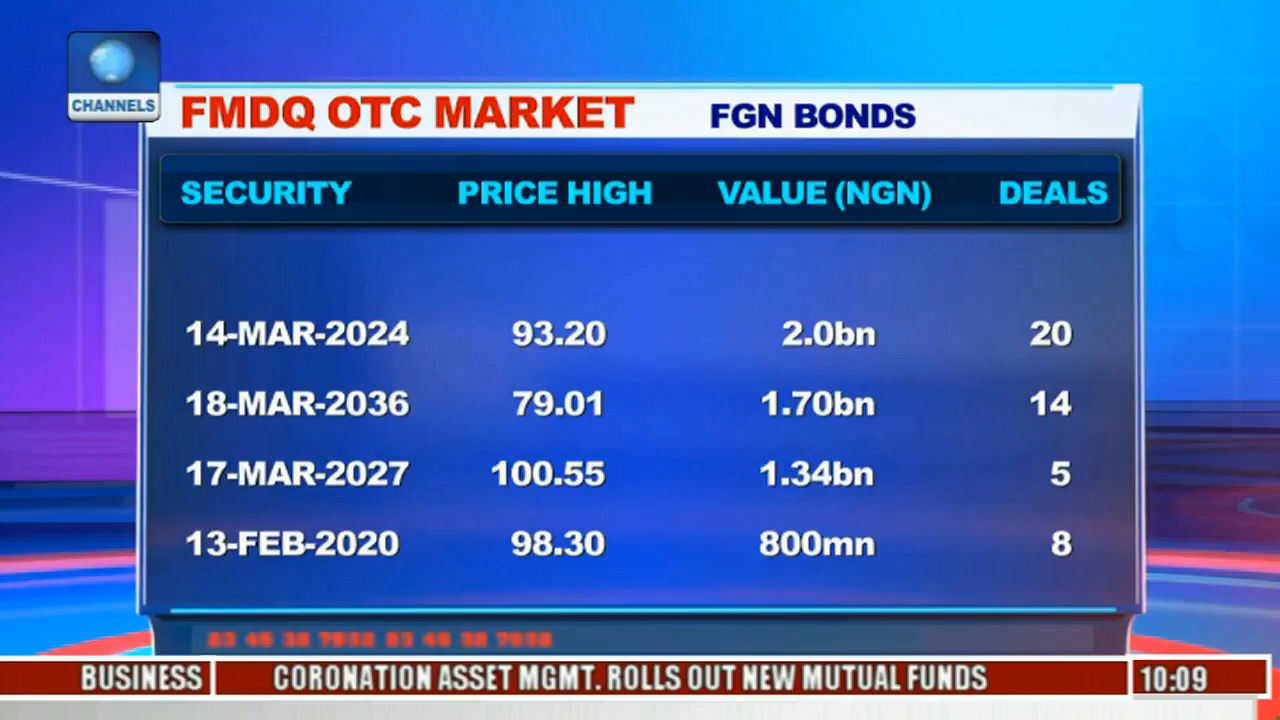 CHANNELS
FMDQ OTC MARKET FGN BONDS
SECURITY PRICE HIGH VALUE (NGN) DEALS
14-MAR-2024 93.20 2.0bn 20
18-MAR-2036 79.01 1.70bn 14
17-MAR-2027 100.55 1.34bn 5
13-FEB-2020 98.30 800mn 8
BUSINESS CORONATION ASSET MGMT. ROLLS OUT NEW MUTUAL FUNDS 10:09